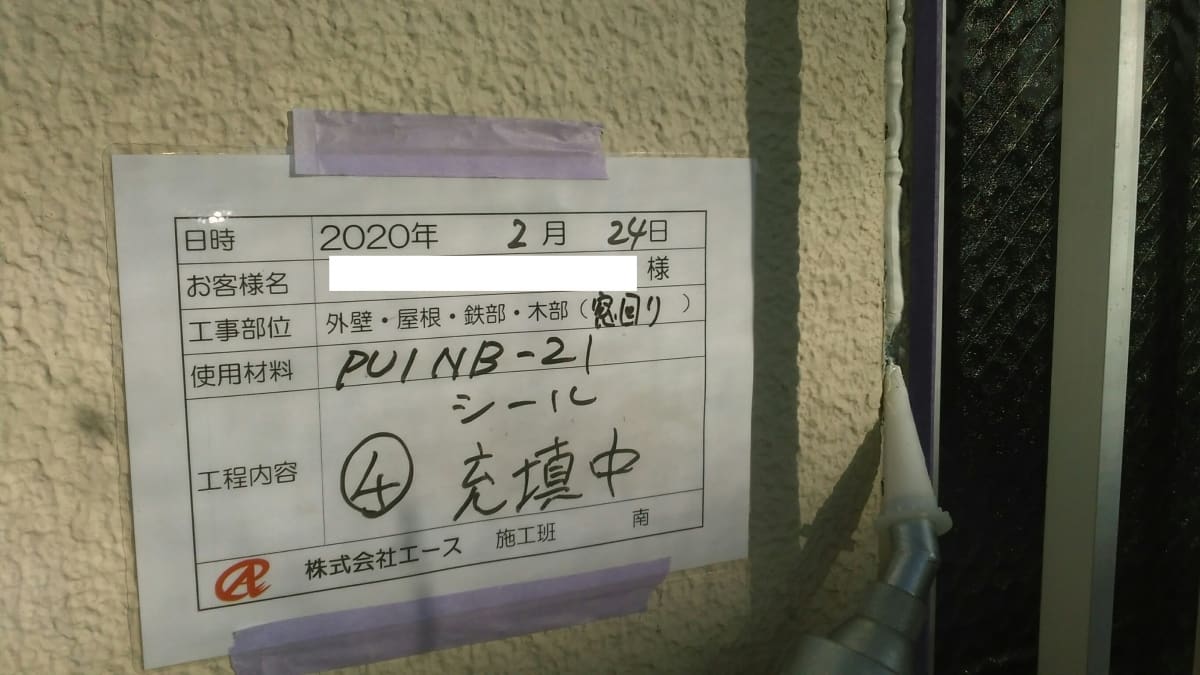 日時 2020年 2月 24日
お客様名 様
工事部位 外壁・屋根・鉄部・木部（窓回り）
使用材料 PU1NB-21
シール
工程内容 ④ 充填中
株式会社エース 施工班 南